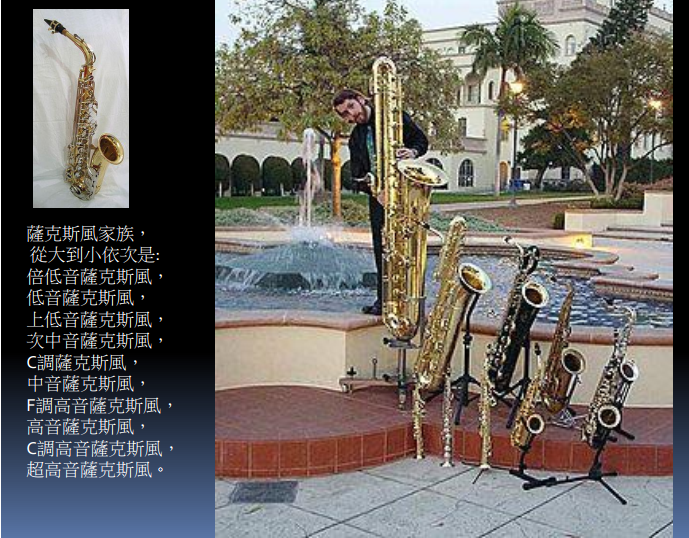 薩克斯風家族，
從大到小依次是:
倍低音薩克斯風，
低音薩克斯風，
上低音薩克斯風，
次中音薩克斯風，
C調薩克斯風，
中音薩克斯風，
F調高音薩克斯風，
高音薩克斯風，
C調高音薩克斯風，
超高音薩克斯風。